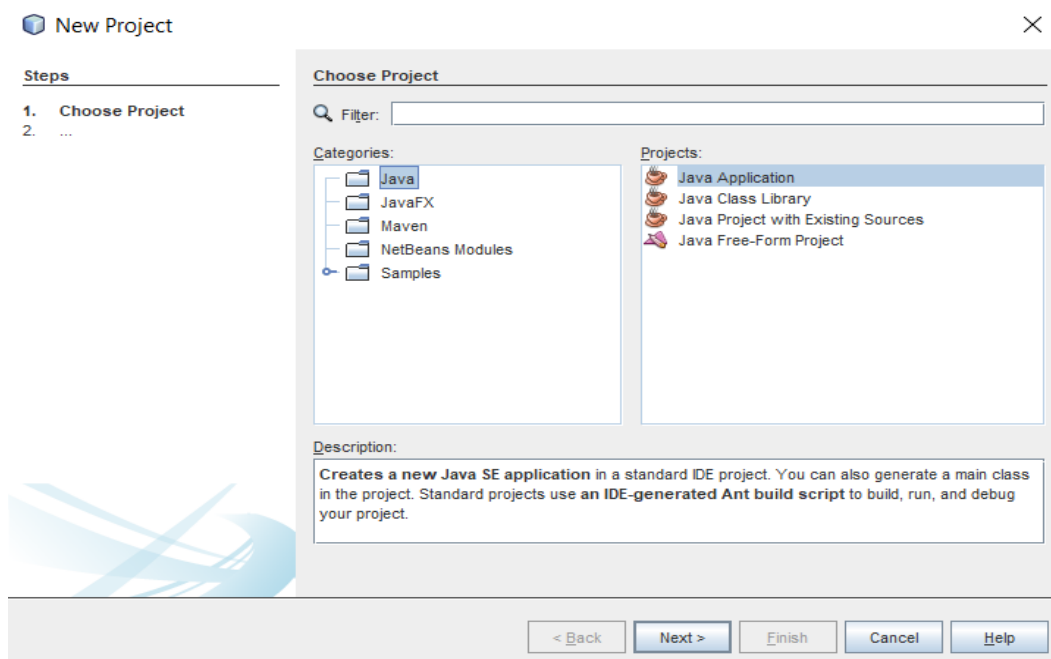 New Project
Steps
1. Choose Project
2. ...
Choose Project
Filter:
Categories:
Java
JavaFX
Maven
NetBeans Modules
Samples
Projects:
Java Application
Java Class Library
Java Project with Existing Sources
Java Free-Form Project
Description:
Creates a new Java SE application in a standard IDE project. You can also generate a main class
in the project. Standard projects use an IDE-generated Ant build script to build, run, and debug
your project.
< Back Next > Finish Cancel Help